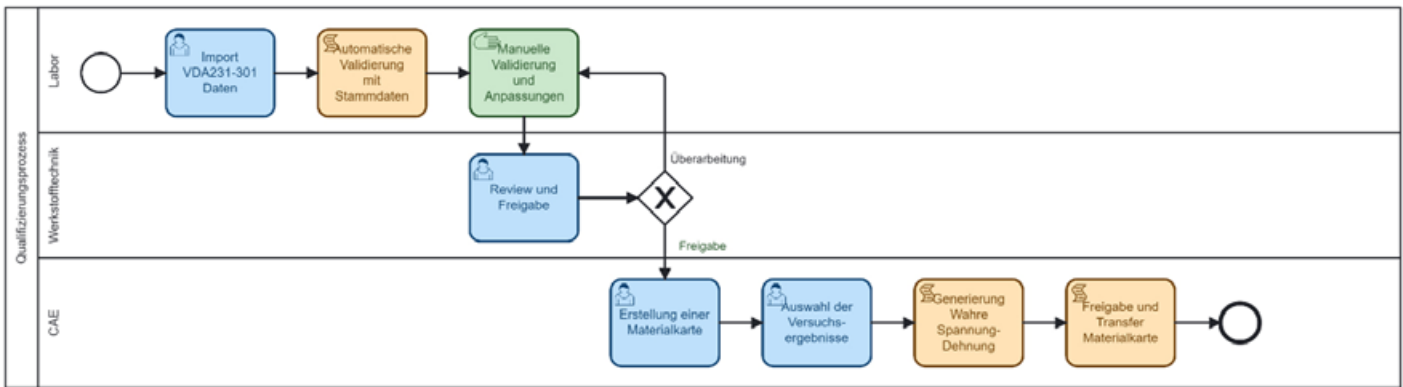 Qualifizierungsprozess
Labor
Import
VDA231-301
Daten
Automatische
Validierung
mit
Stammdaten
Manuelle
Validierung
und
Anpassungen
Werkstofftechnik
Review und
Freigabe
Überarbeitung
X
Freigabe
CAE
Erstellung einer
Materialkarte
Auswahl der
Versuchs-
ergebnisse
Generierung
Wahre
Spannung-
Dehnung
Freigabe und
Transfer
Materialkarte